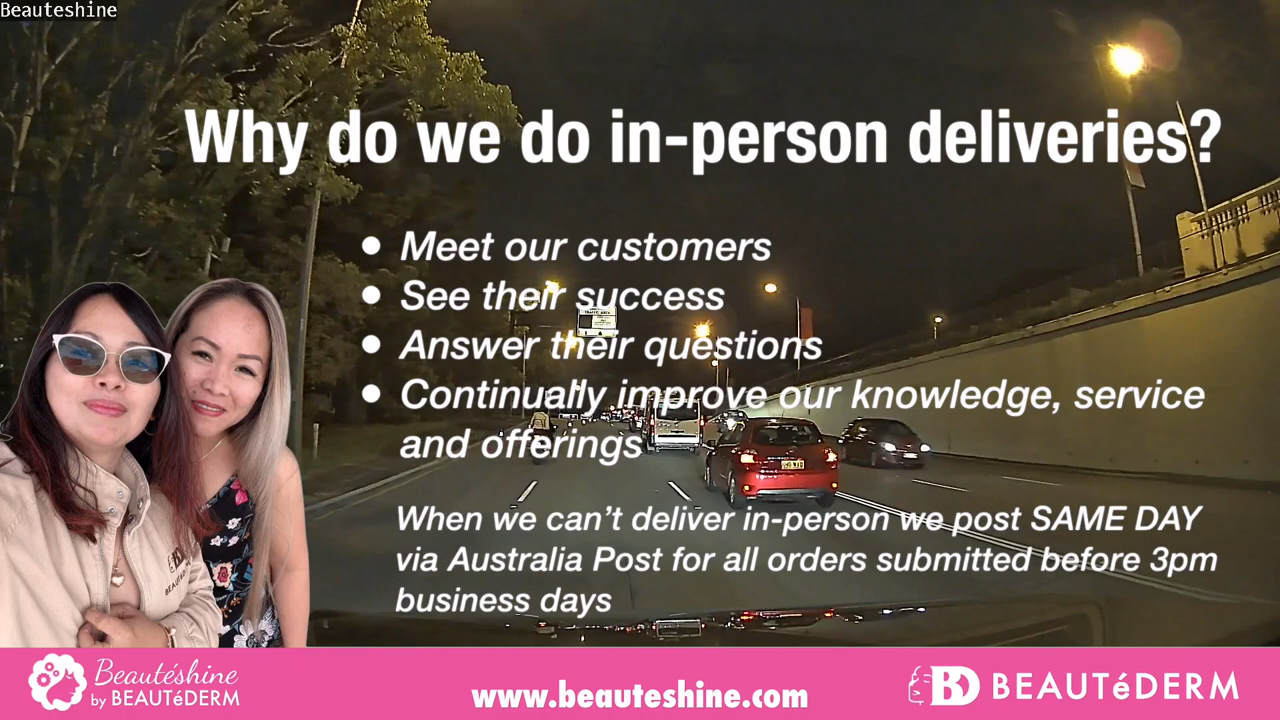 Beauteshine
Why do we do in-person deliveries?
• Meet our customers
• See their success
• Answer their questions
• Continually improve our knowledge, service
and offerings
When we can't deliver in-person we post SAME DAY
via Australia Post for all orders submitted before 3pm
business days
Beautéshine
by BEAUTéDERM
www.beauteshine.com
BD BEAUTéDERM